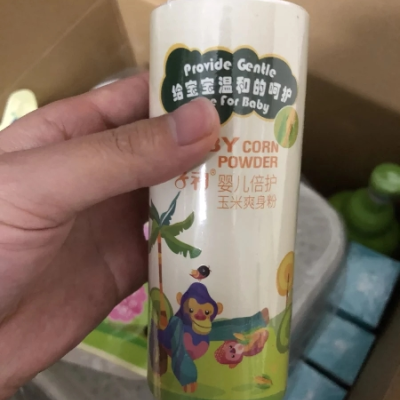 Provide Gentle
给宝宝温和的呵护
For Baby
CORN
POWDER
婴儿倍护
玉米爽身粉